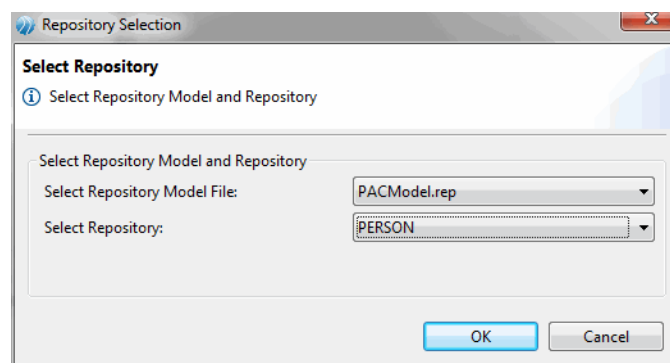 Repository Selection
Select Repository
Select Repository Model and Repository
Select Repository Model and Repository
Select Repository Model File: PACModel.rep
Select Repository: PERSON
OK Cancel